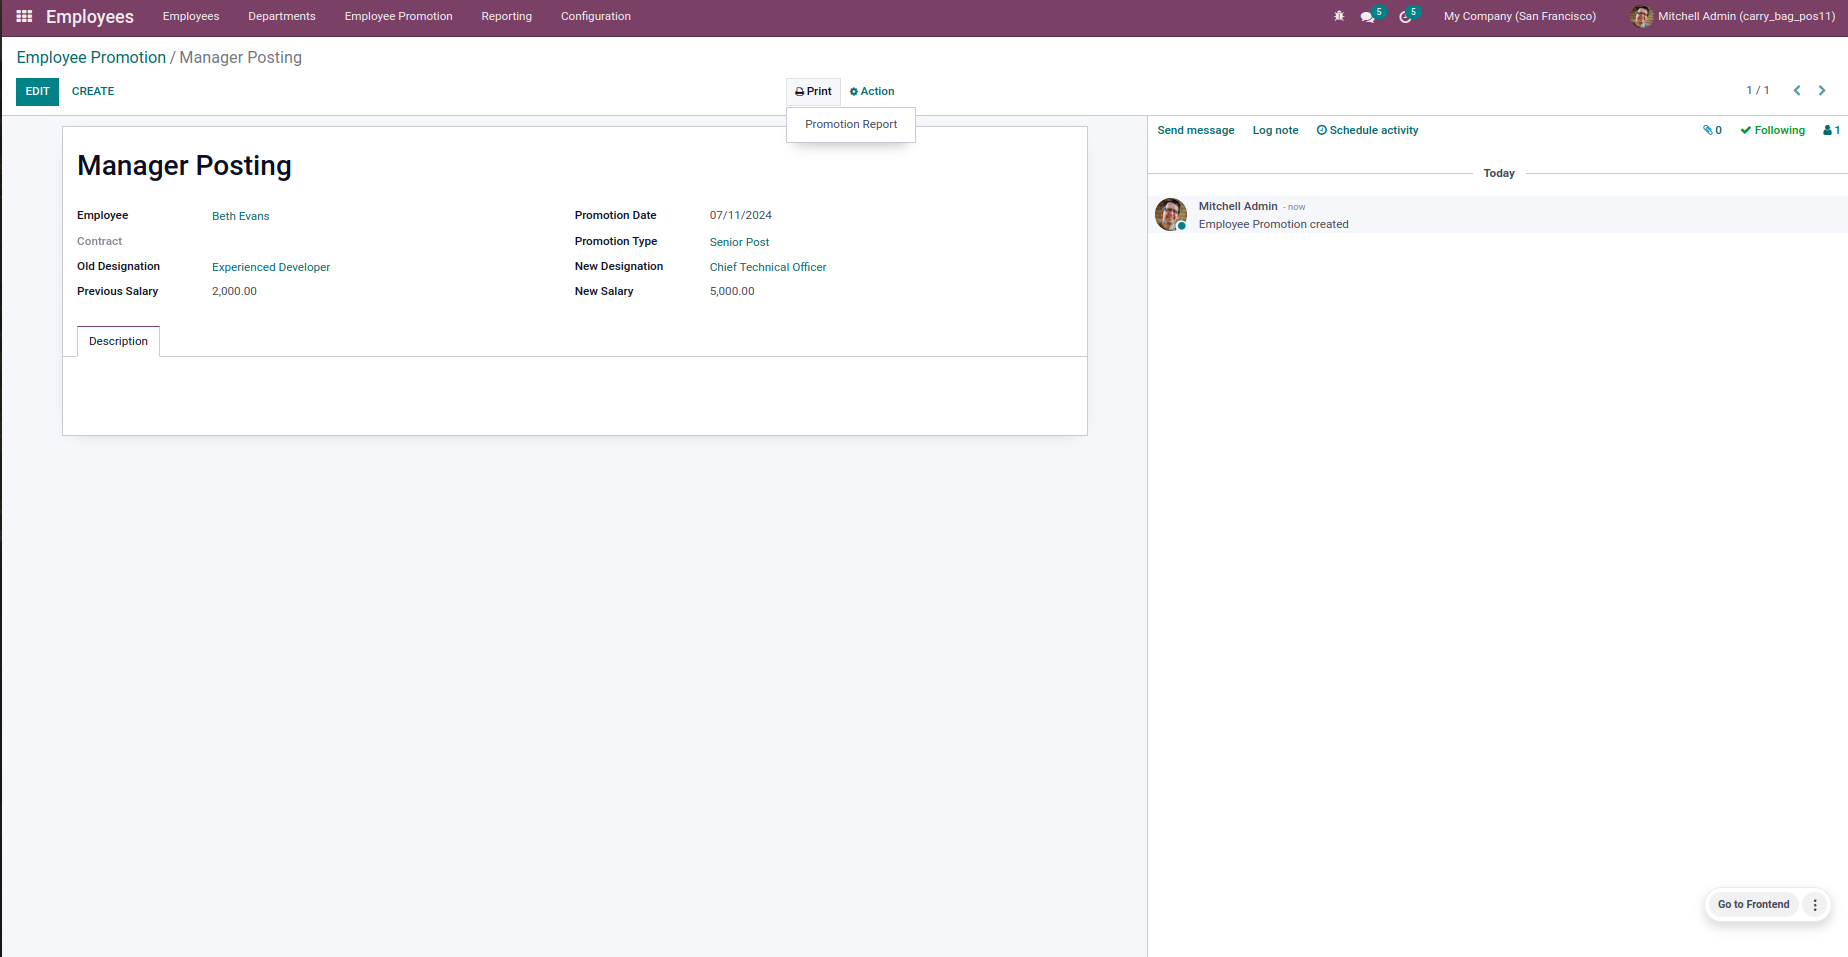 Employees Employees Departments Employee Promotion Reporting Configuration 5 5 My Company (San Francisco) Mitchell Admin (carry_bag_pos11)
Employee Promotion / Manager Posting
EDIT CREATE Print Action 1 / 1
Promotion Report
Send message Log note Schedule activity 0 Following 1
Manager Posting
Today
Employee Beth Evans Promotion Date 07/11/2024
Mitchell Admin - now
Employee Promotion created
Contract Promotion Type Senior Post
Old Designation Experienced Developer New Designation Chief Technical Officer
Previous Salary 2,000.00 New Salary 5,000.00
Description
Go to Frontend